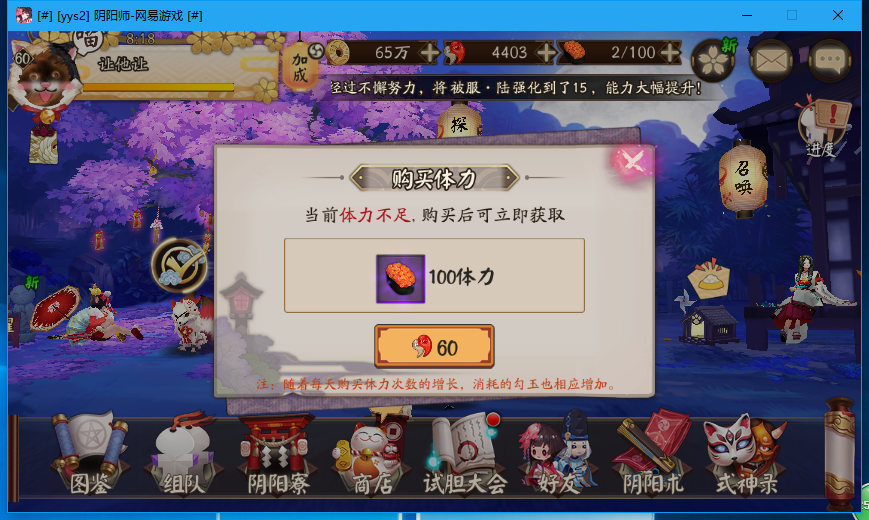 [#] [yys2] 阴阳师-网易游戏 [#]
喵
8:18
60
让他让
加成
65万
4403
2/100
新
经过不懈努力，将被服·陆强化到了15，能力大幅提升!
探
进度
召唤
购买体力
当前体力不足,购买后可立即获取
100体力
60
注：随着每天购买体力次数的增长，消耗的勾玉也相应增加。
新
图鉴
组队
阴阳寮
商店
试胆大会
好友
阴阳术
式神录